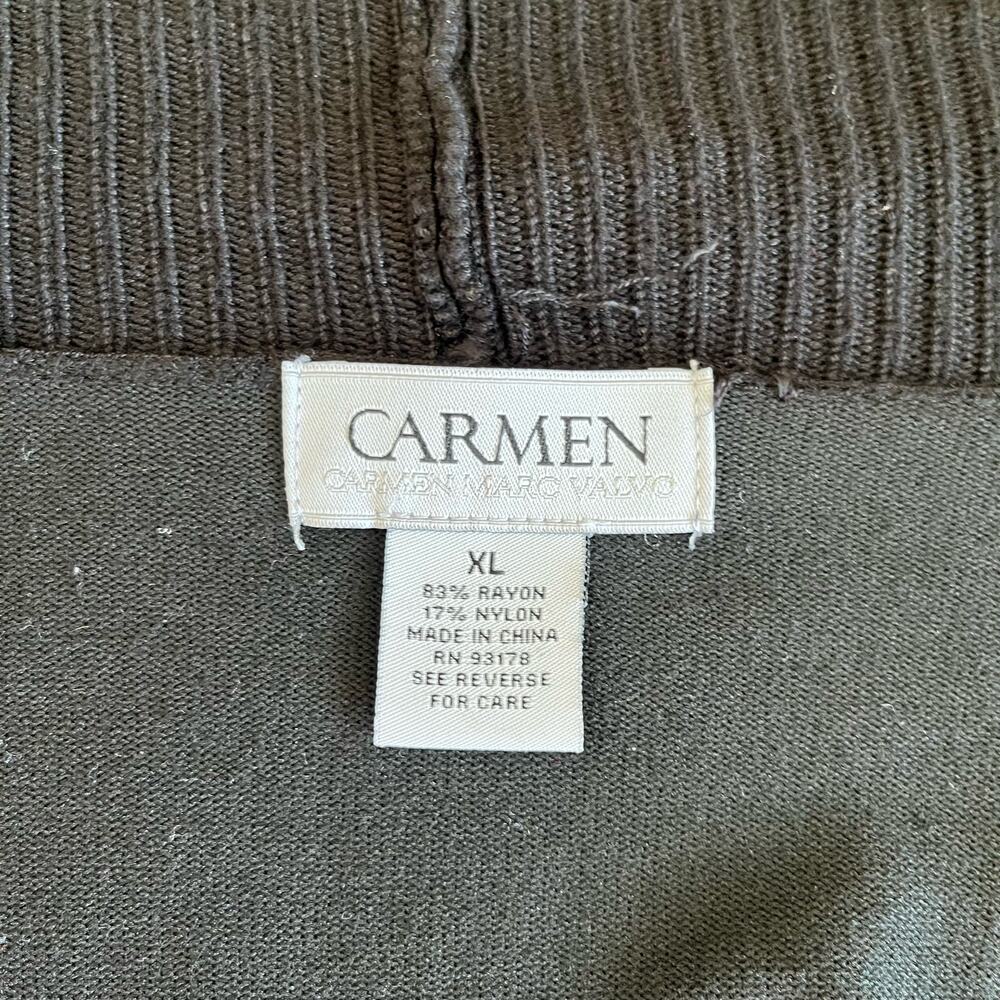 CARMEN
CARMEN MARC VALVO
XL
83% RAYON
17% NYLON
MADE IN CHINA
RN 93178
SEE REVERSE
FOR CARE